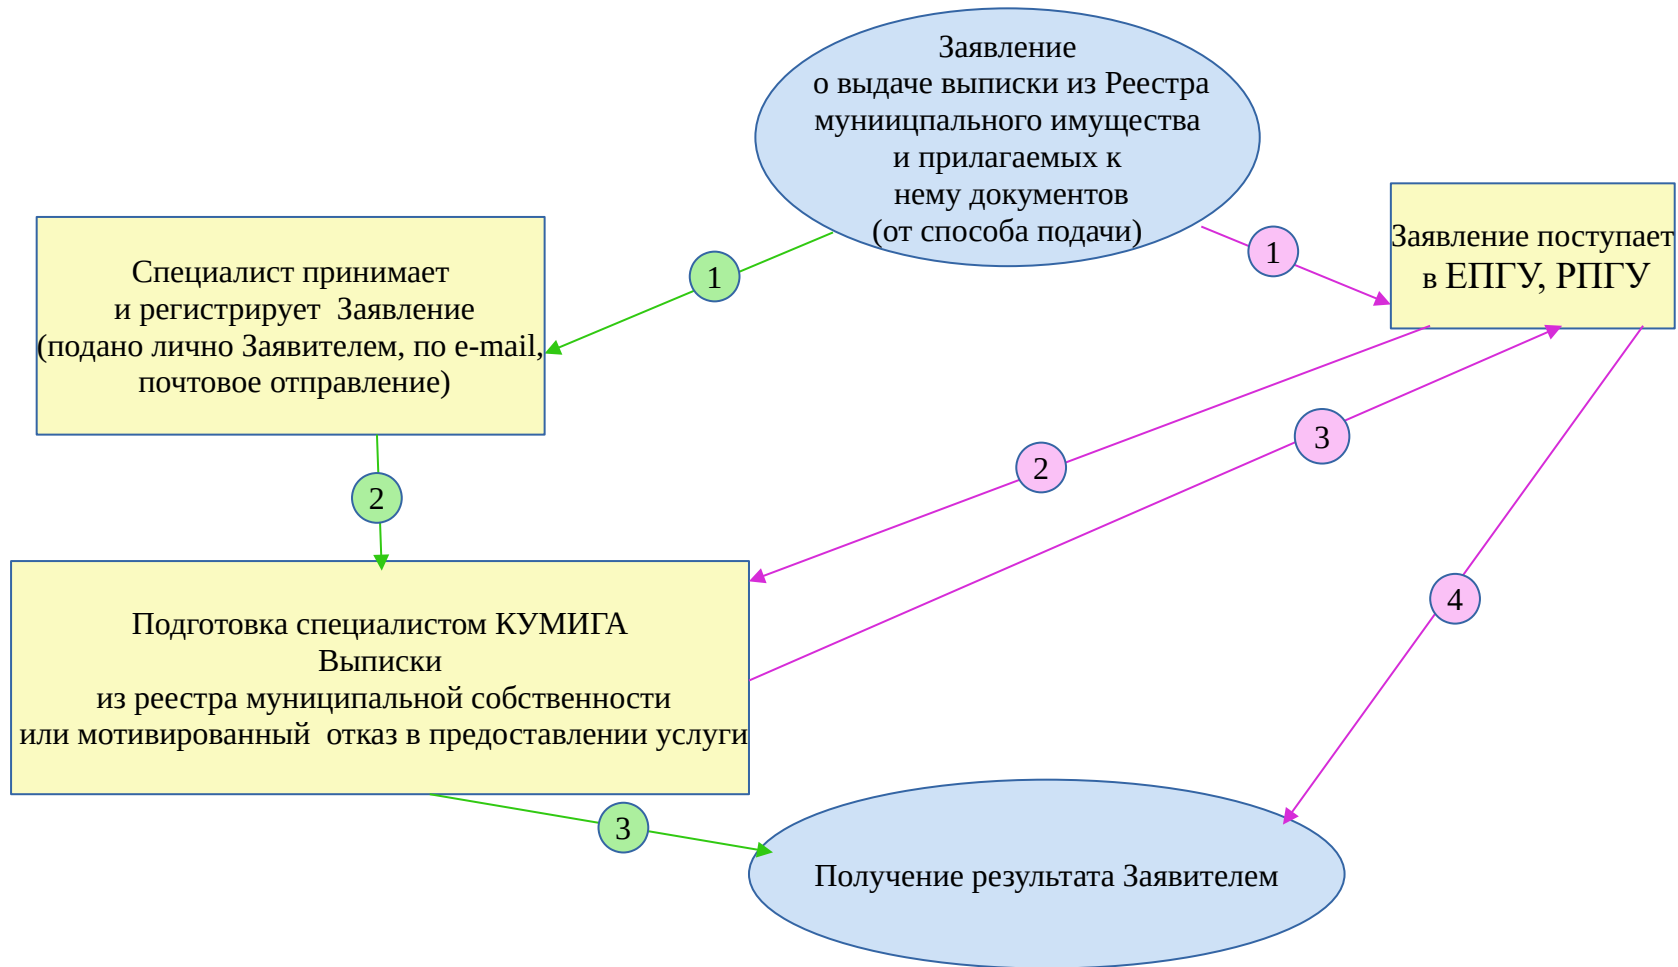 Заявление
о выдаче выписки из Реестра
муниицпального имущества
и прилагаемых к
нему документов
(от способа подачи)
1
1
Заявление поступает
в ЕПГУ, РПГУ
Специалист принимает
и регистрирует Заявление
(подано лично Заявителем, по e-mail,
почтовое отправление)
2
2
3
4
Подготовка специалистом КУМИГА
Выписки
из реестра муниципальной собственности
или мотивированный отказ в предоставлении услуги
3
Получение результата Заявителем